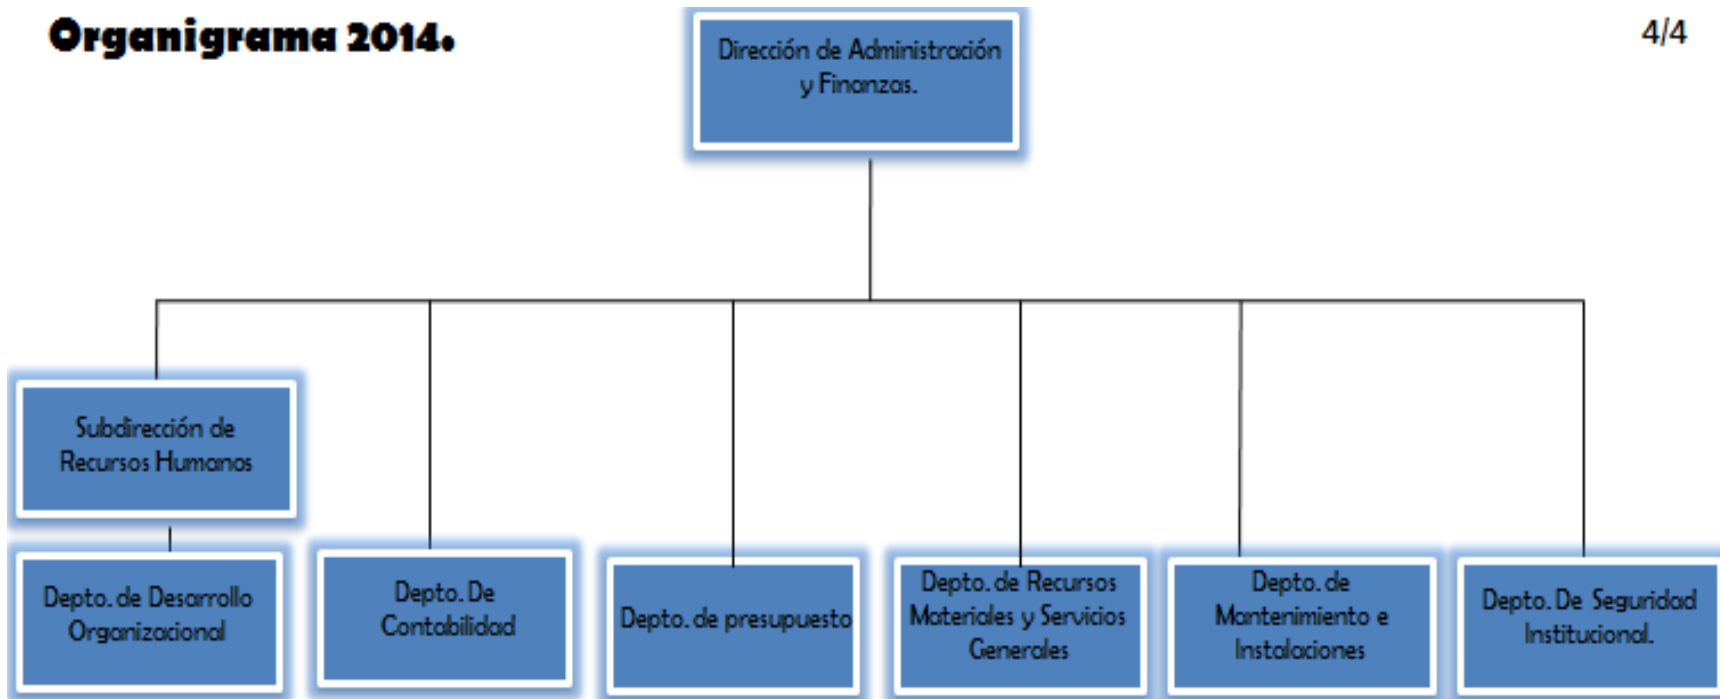 Organigrama 2014.
4/4
Dirección de Administración
y Finanzas.
Subdirección de
Recursos Humanos
Depto. de Desarrollo
Organizacional
Depto. De
Contabilidad
Depto. de presupuesto
Depto. de Recursos
Materiales y Servicios
Generales
Depto. de
Mantenimiento e
Instalaciones
Depto. De Seguridad
Institucional.